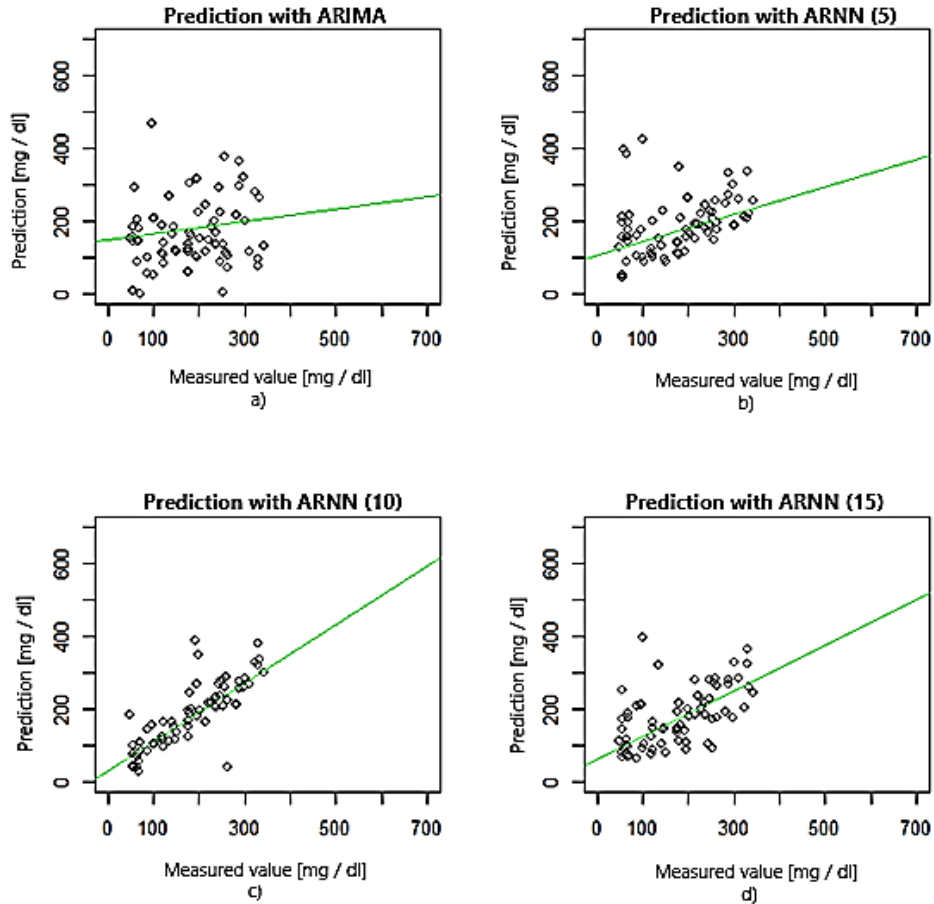 Prediction with ARIMA
Prediction [mg / dl]
600
400
200
0
0 100 300 500 700
Measured value [mg / dl]
a)
Prediction with ARNN (5)
Prediction [mg / dl]
600
400
200
0
0 100 300 500 700
Measured value [mg / dl]
b)
Prediction with ARNN (10)
Prediction [mg / dl]
600
400
200
0
0 100 300 500 700
Measured value [mg / dl]
c)
Prediction with ARNN (15)
Prediction [mg / dl]
600
400
200
0
0 100 300 500 700
Measured value [mg / dl]
d)